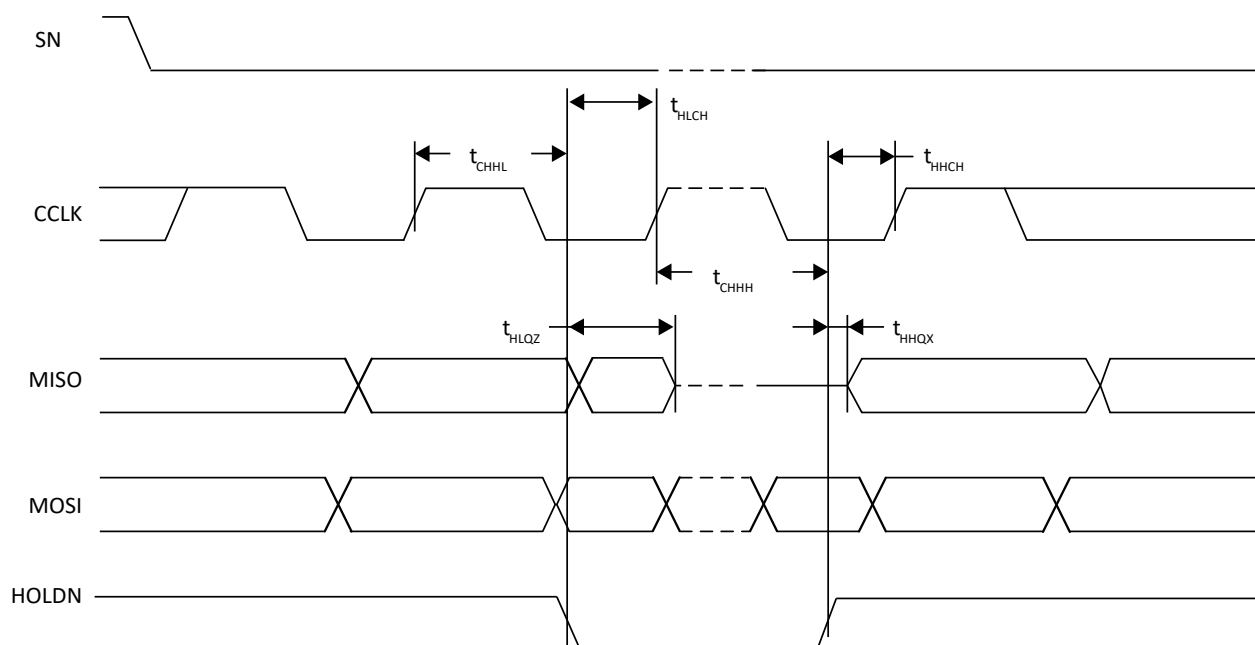 SN
tHLCH
tCHHL
tHHCH
CCLK
tCHHH
tHLQZ
tHHQX
MISO
MOSI
HOLDN